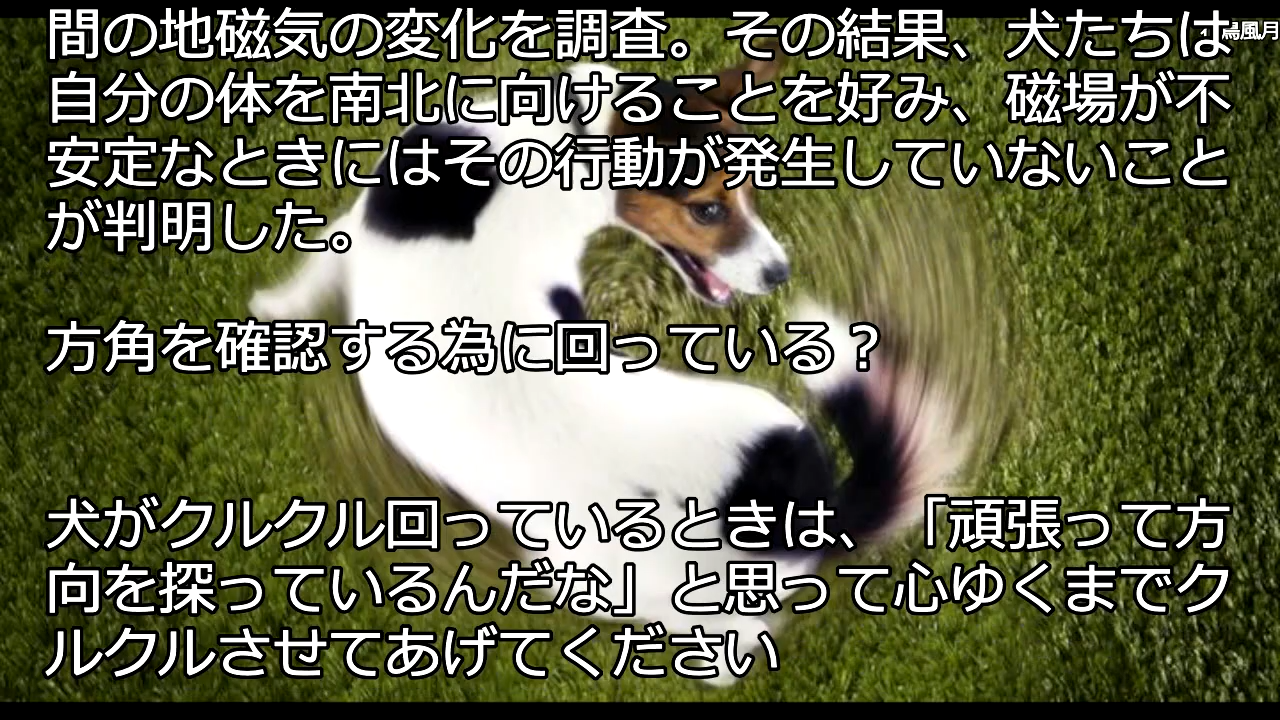 鳥風月
間の地磁気の変化を調査。その結果、犬たちは
自分の体を南北に向けることを好み、磁場が不
安定なときにはその行動が発生していないこと
が判明した。
方角を確認する為に回っている？
犬がクルクル回っているときは、「頑張って方
向を探っているんだな」と思って心ゆくまでク
ルクルさせてあげてください